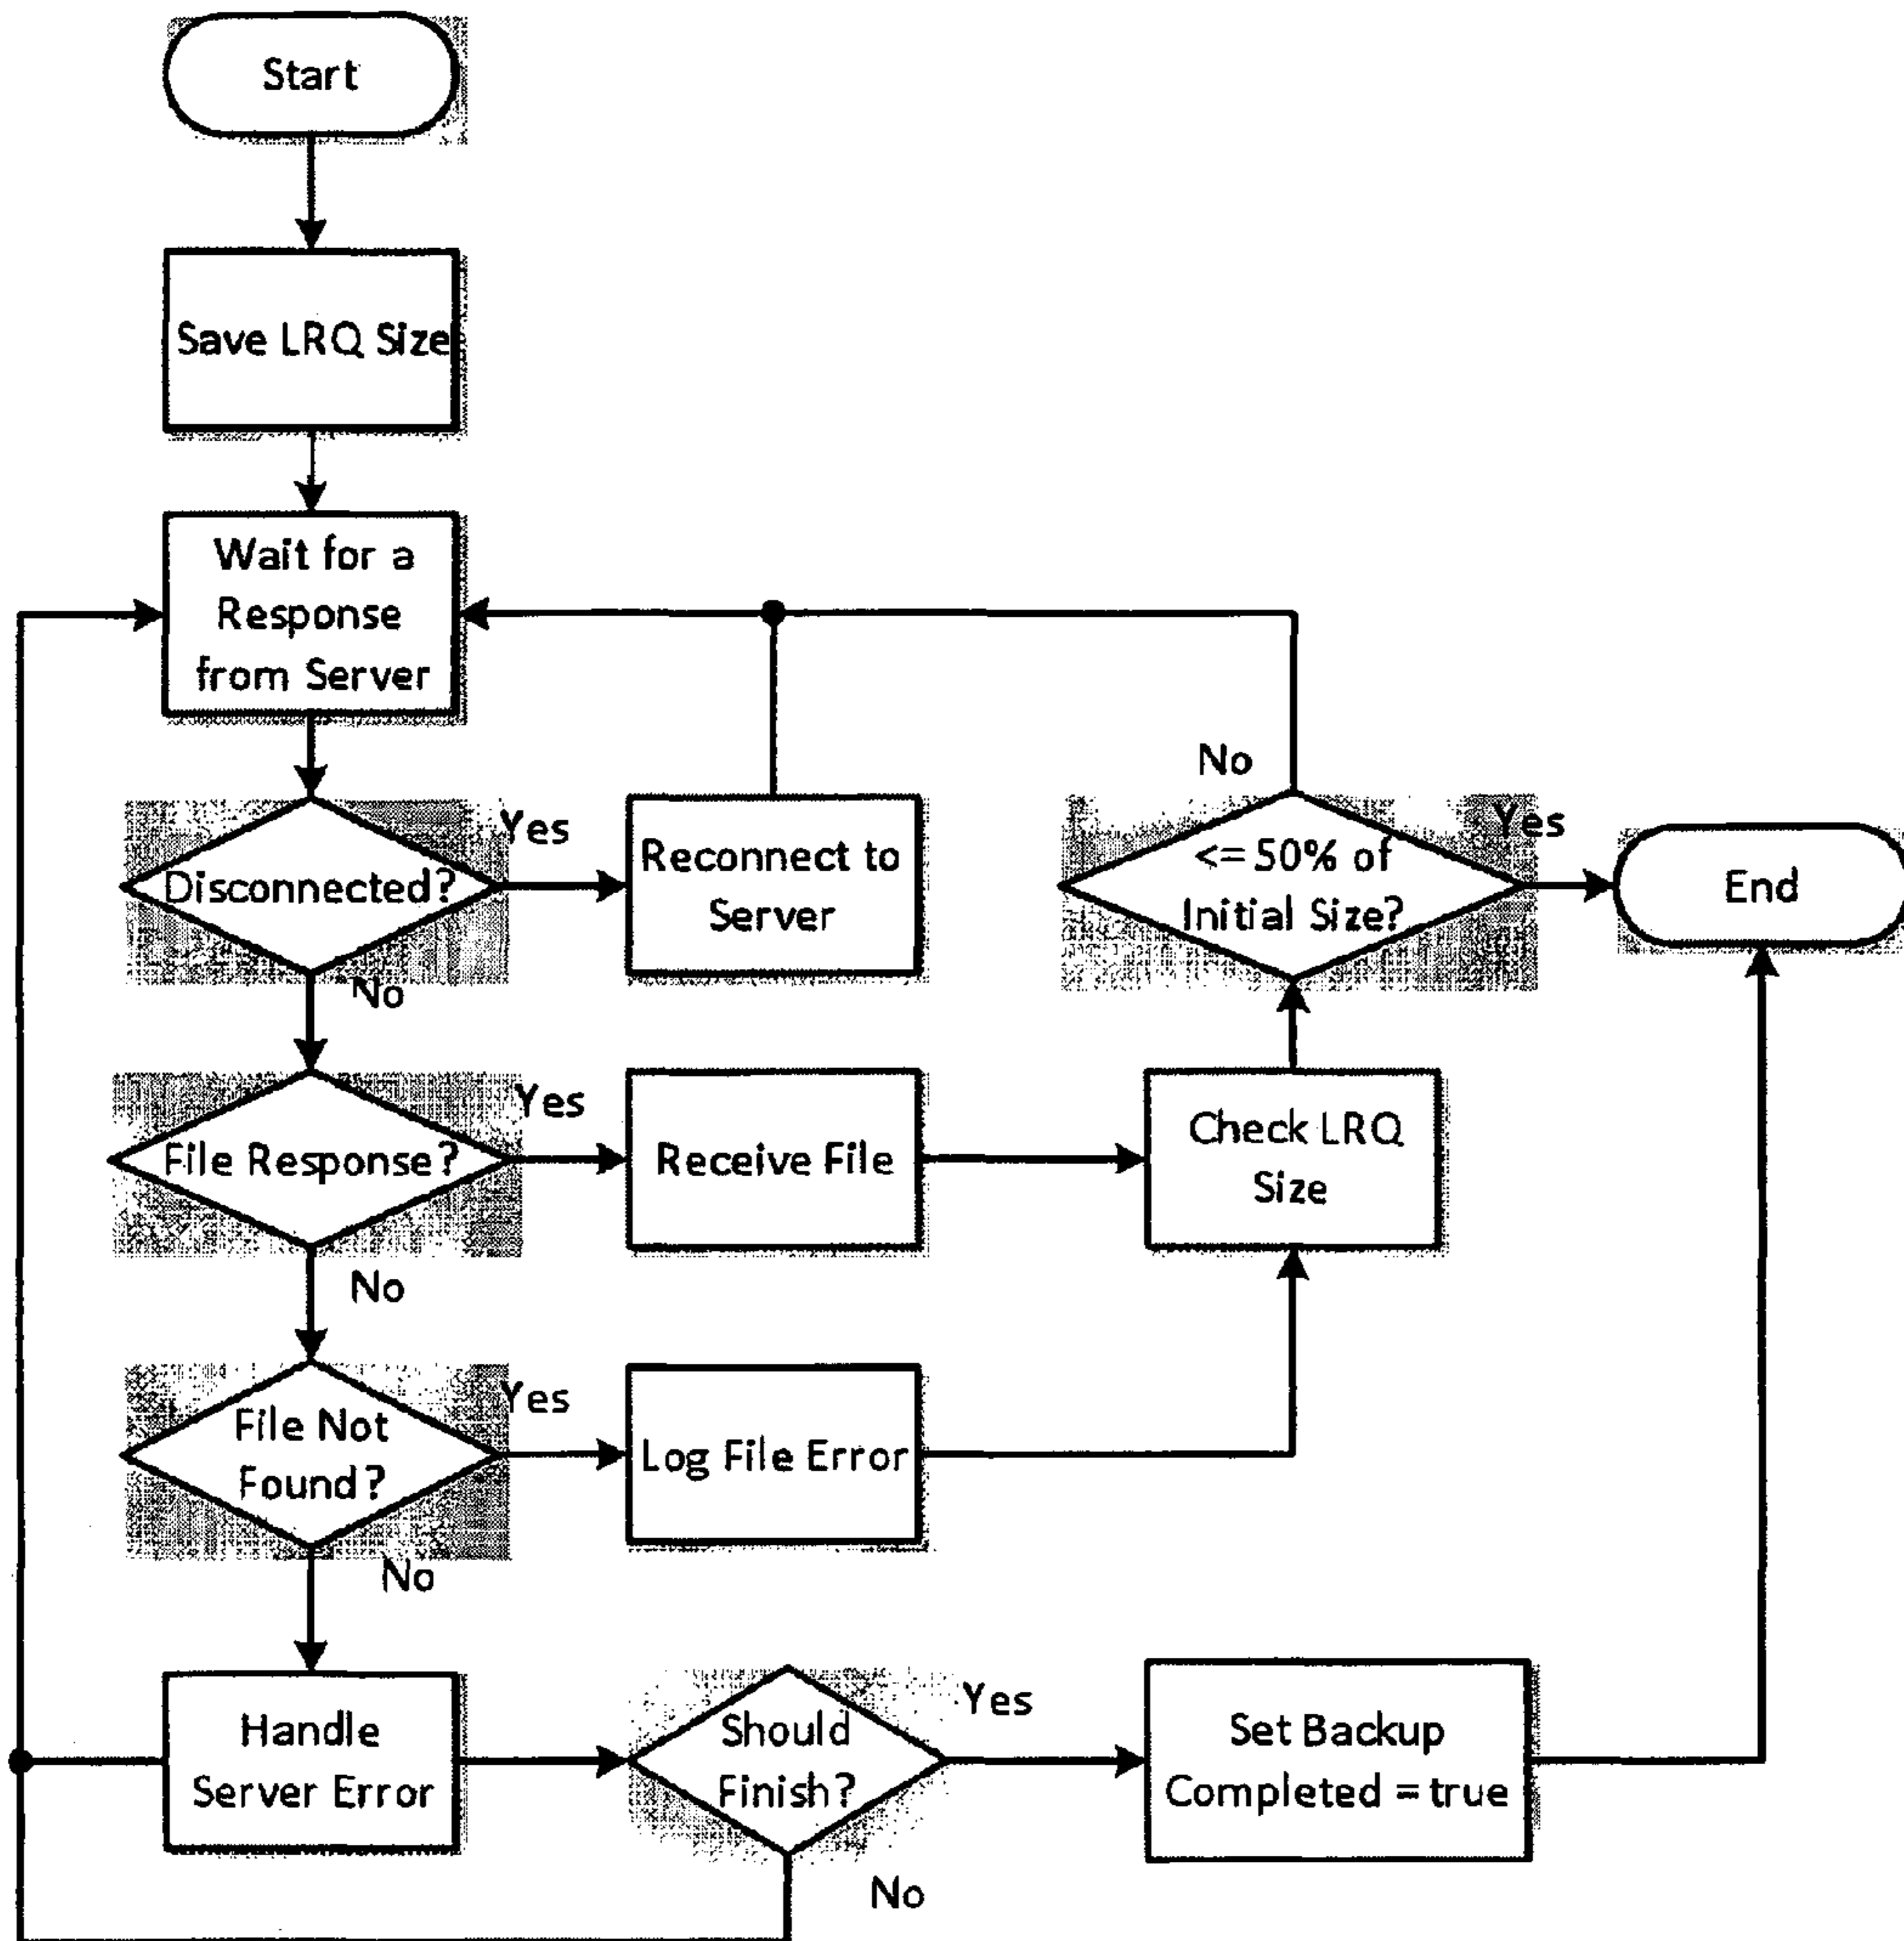 Start
Save LRQ Size
Wait for a
Response
from Server
Disconnected?
Yes
Reconnect to
Server
No
<= 50% of
Initial Size?
Yes
End
No
File Response?
Yes
Receive File
Check LRQ
Size
No
File Not
Found?
Yes
Log File Error
No
Handle
Server Error
Should
Finish?
Yes
Set Backup
Completed = true
No